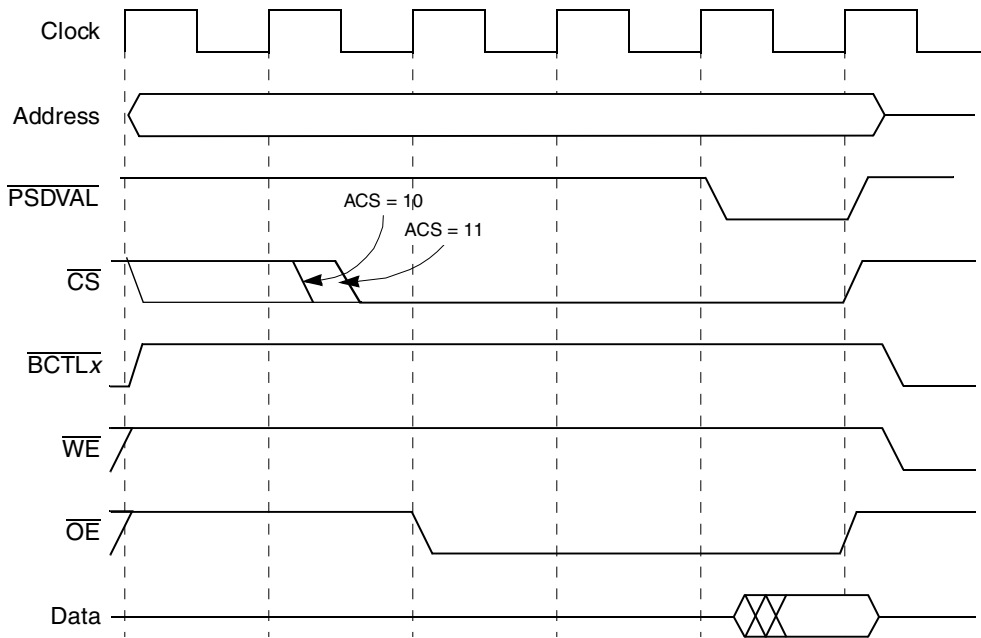 Clock
Address
PSDVAL
ACS = 10
ACS = 11
CS
BCTLx
WE
OE
Data